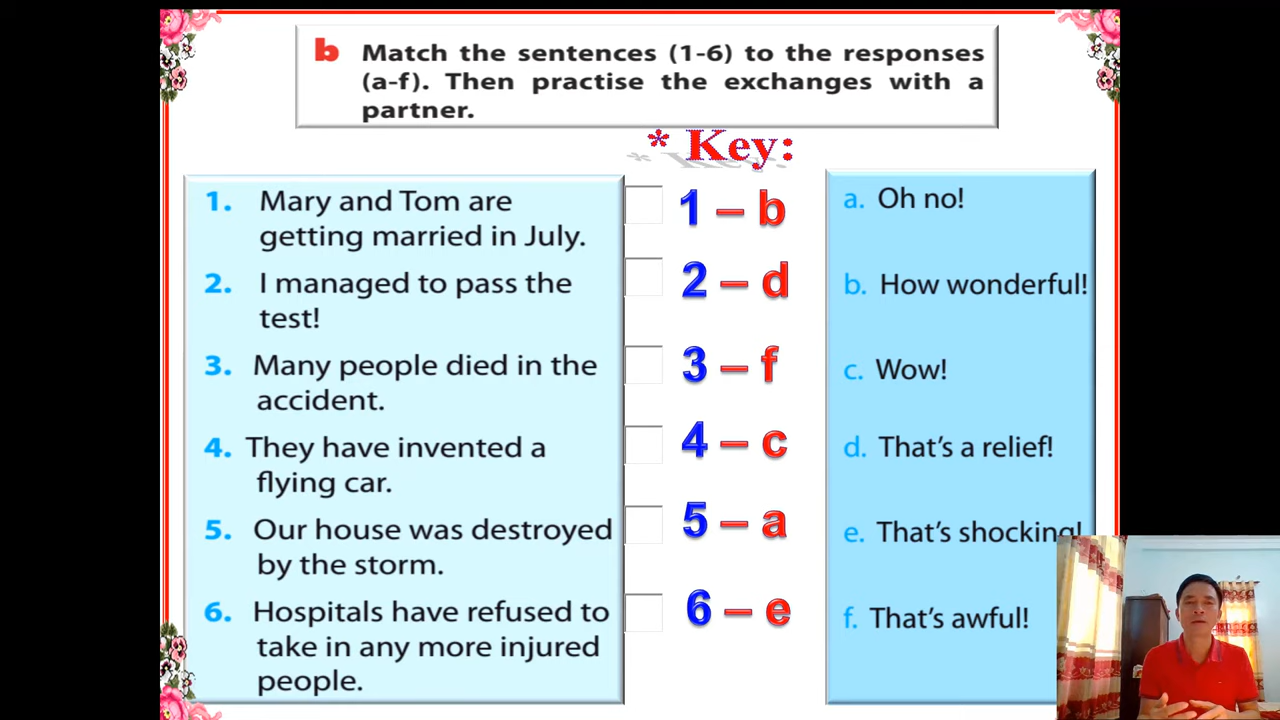 b Match the sentences (1-6) to the responses
(a-f). Then practise the exchanges with a
partner.
* Key:
1. Mary and Tom are
getting married in July.
2. I managed to pass the
test!
3. Many people died in the
accident.
4. They have invented a
flying car.
5. Our house was destroyed
by the storm.
6. Hospitals have refused to
take in any more injured
people.
1 – b
2 – d
3 – f
4 – c
5 – a
6 – e
a. Oh no!
b. How wonderful!
c. Wow!
d. That's a relief!
e. That's shocking!
f. That's awful!